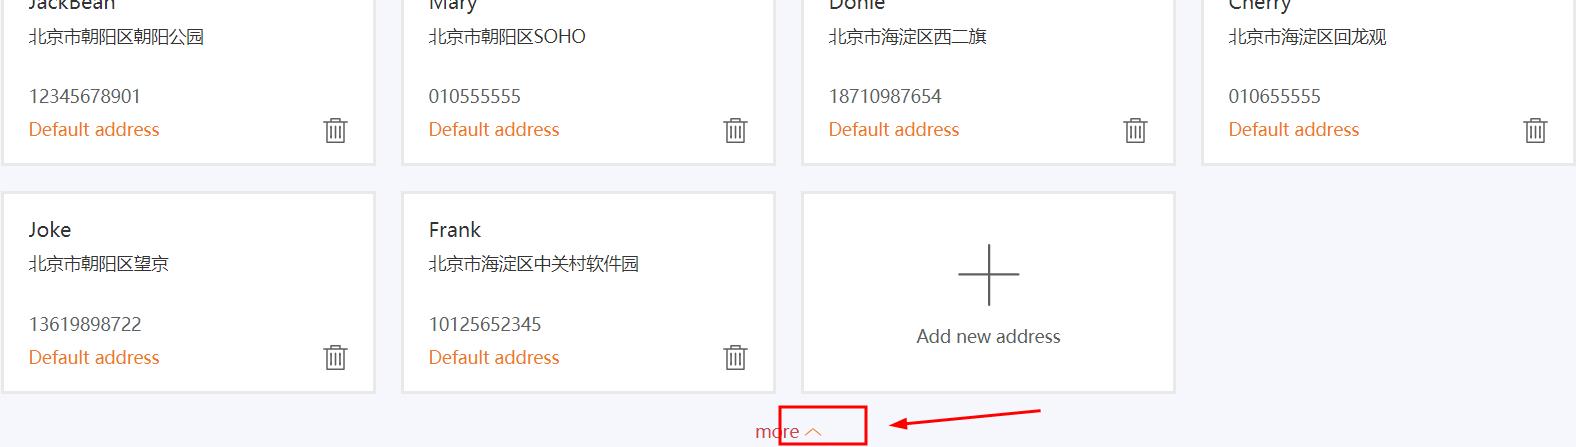 JackBean
北京市朝阳区朝阳公园
12345678901
Default address
Mary
北京市朝阳区SOHO
010555555
Default address
Donie
北京市海淀区西二旗
18710987654
Default address
Cherry
北京市海淀区回龙观
010655555
Default address
Joke
北京市朝阳区望京
13619898722
Default address
Frank
北京市海淀区中关村软件园
10125652345
Default address
Add new address
more